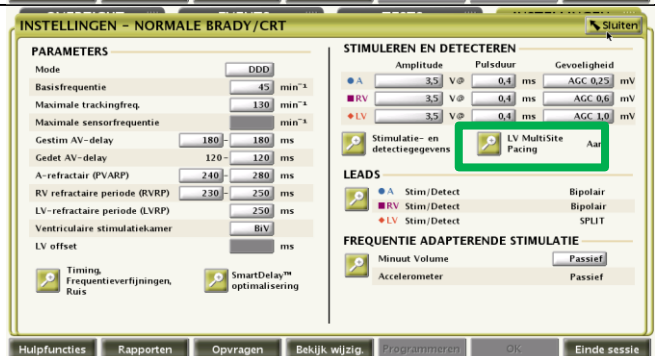 INSTELLINGEN - NORMALE BRADY/CRT
Sluiten
PARAMETERS
Mode DDD
Basisfrequentie 45 min⁻¹
Maximale trackingfreq. 130 min⁻¹
Maximale sensorfrequentie min⁻¹
Gestim AV-delay 180 - 180 ms
Gedet AV-delay 120 - 120 ms
A-refractair (PVARP) 240 - 280 ms
RV refractaire periode (RVRP) 230 - 250 ms
LV-refractaire periode (LVRP) 250 ms
Ventriculaire stimulatiekamer BiV
LV offset ms
Timing,
Frequentieverfijningen,
Ruis
SmartDelay™
optimalisering
STIMULEREN EN DETECTEREN
Amplitude Pulsduur Gevoeligheid
A 3,5 V@ 0,4 ms AGC 0,25 mV
RV 3,5 V@ 0,4 ms AGC 0,6 mV
LV 3,5 V@ 0,4 ms AGC 1,0 mV
Stimulatie- en
detectiegegevens
LV MultiSite
Pacing
Aan
LEADS
A Stim/Detect Bipolair
RV Stim/Detect Bipolair
LV Stim/Detect SPLIT
FREQUENTIE ADAPTERENDE STIMULATIE
Minuut Volume Passief
Accelerometer Passief
Hulpfuncties Rapporten Opvragen Bekijk wijzig. Programmeren OK Einde sessie